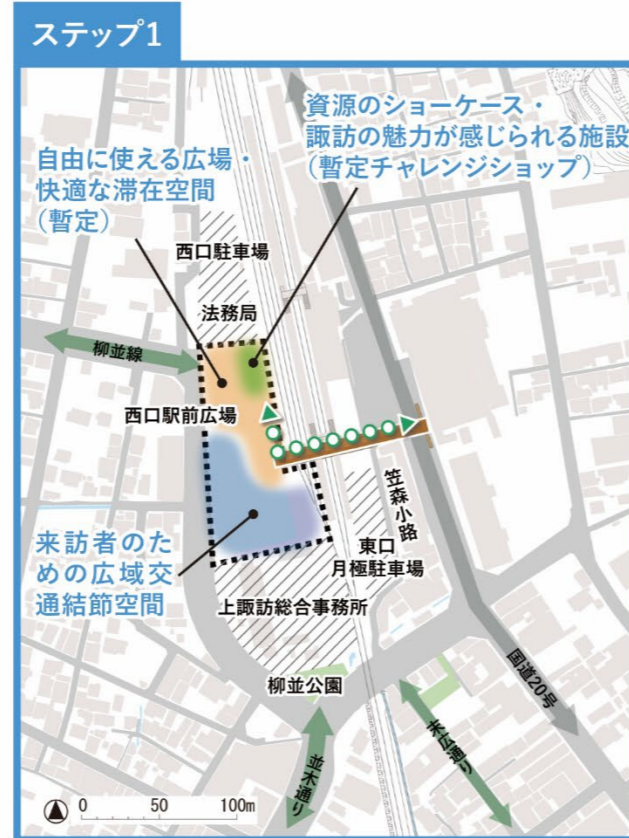 ステップ1
資源のショーケース・
諏訪の魅力が感じられる施設
（暫定チャレンジショップ）
自由に使える広場・
快適な滞在空間
（暫定）
西口駐車場
法務局
柳並線
西口駅前広場
笠森小路
来訪者のた
めの広域交
通結節空間
東口
月極駐車場
上諏訪総合事務所
柳並公園
国道20号
末広通り
並木通り
0 50 100m